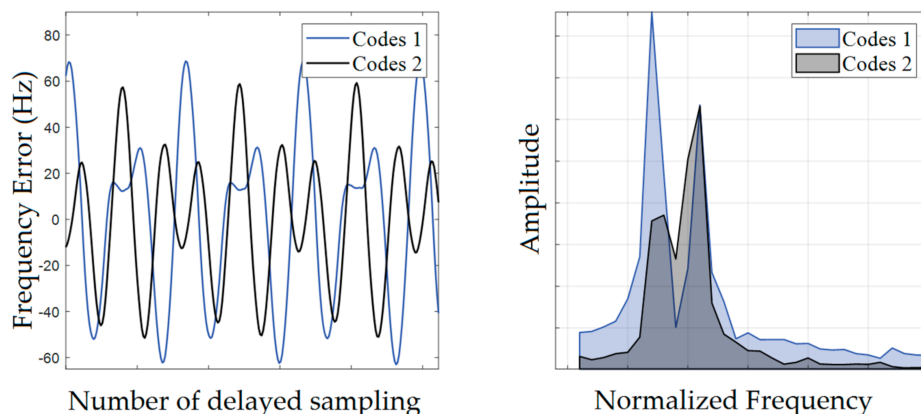 Codes 1
Codes 2
80
60
40
20
0
-20
-40
-60
Frequency Error (Hz)
Number of delayed sampling
Codes 1
Codes 2
Amplitude
Normalized Frequency